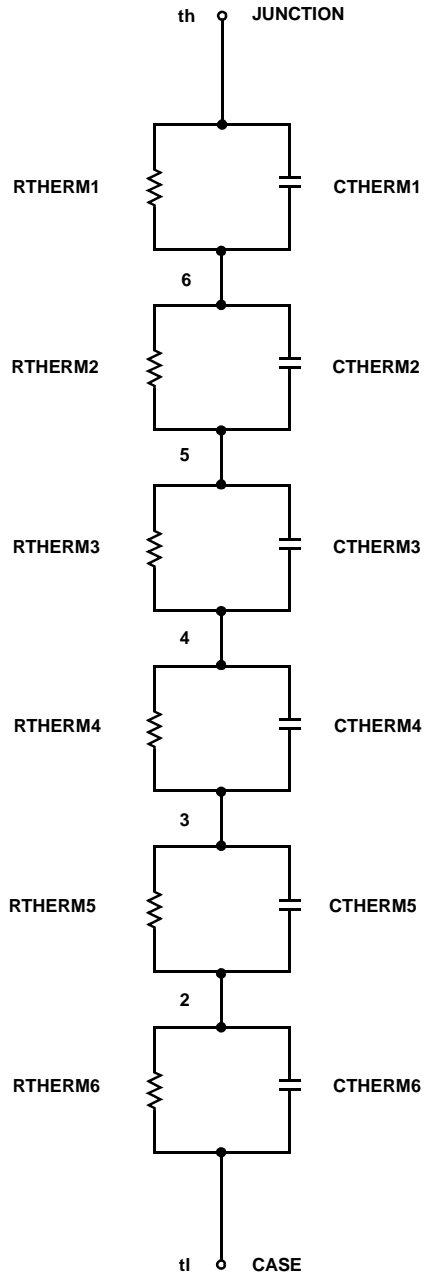 th JUNCTION
RTHERM1 CTHERM1
6
RTHERM2 CTHERM2
5
RTHERM3 CTHERM3
4
RTHERM4 CTHERM4
3
RTHERM5 CTHERM5
2
RTHERM6 CTHERM6
tl CASE